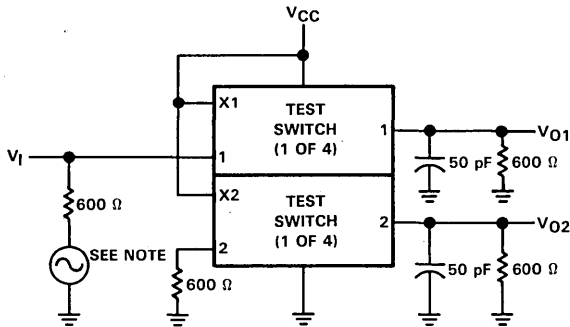 VCC
X1
TEST
SWITCH
(1 OF 4)
1
VO1
VI
1
50 pF
600 Ω
X2
TEST
SWITCH
(1 OF 4)
600 Ω
2
VO2
SEE NOTE
2
600 Ω
50 pF
600 Ω